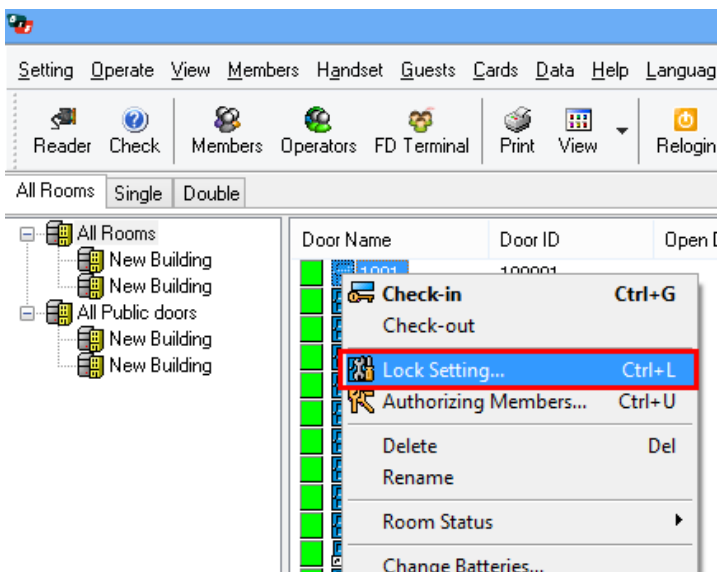 Setting Operate View Members Handset Guests Cards Data Help Languag
Reader Check Members Operators FD Terminal Print View Relogin
All Rooms Single Double
All Rooms
New Building
New Building
All Public doors
New Building
New Building
Door Name Door ID Open D
1001 100001
Check-in Ctrl+G
Check-out
Lock Setting... Ctrl+L
Authorizing Members... Ctrl+U
Delete Del
Rename
Room Status
Change Batteries...